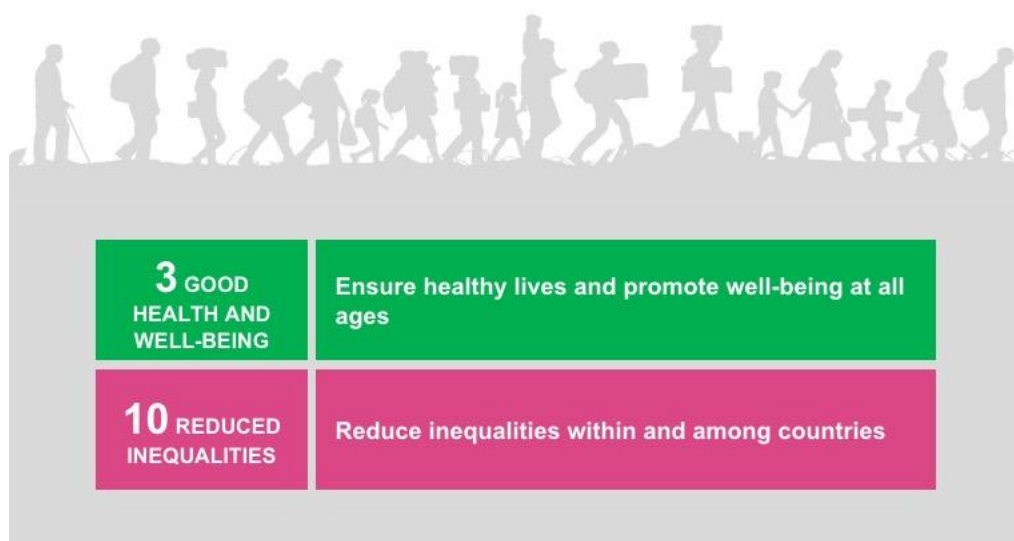 3 GOOD
HEALTH AND
WELL-BEING
Ensure healthy lives and promote well-being at all
ages
10 REDUCED
INEQUALITIES
Reduce inequalities within and among countries